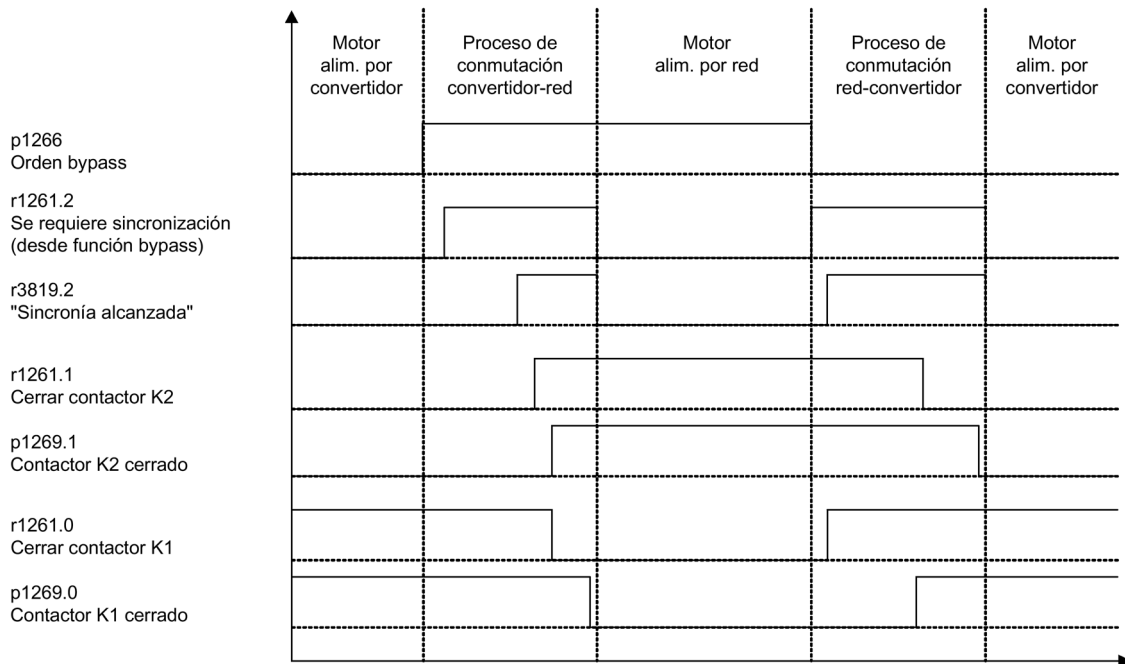 Motor
alim. por
convertidor
Proceso de
conmutación
convertidor-red
Motor
alim. por red
Proceso de
conmutación
red-convertidor
Motor
alim. por
convertidor
p1266
Orden bypass
r1261.2
Se requiere sincronización
(desde función bypass)
r3819.2
"Sincronía alcanzada"
r1261.1
Cerrar contactor K2
p1269.1
Contactor K2 cerrado
r1261.0
Cerrar contactor K1
p1269.0
Contactor K1 cerrado